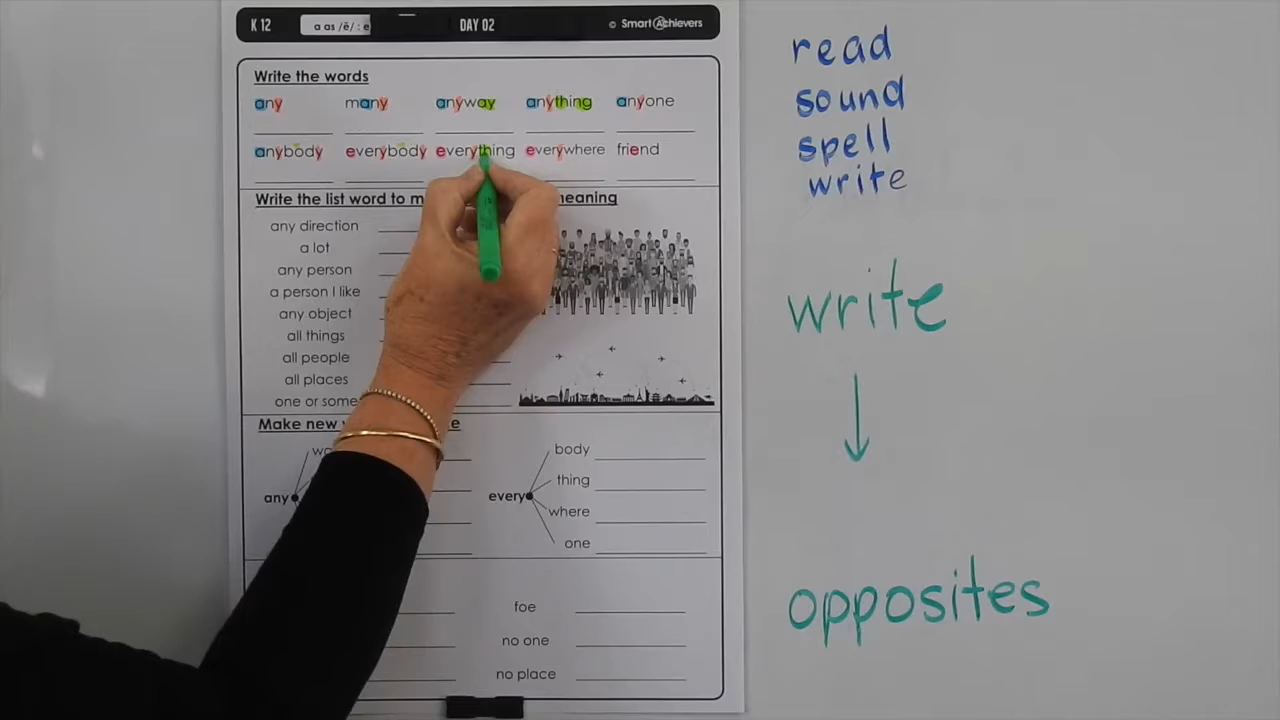 K 12
a as /ĕ/ : e
DAY 02
© Smart Achievers
Write the words
any many anyway anything anyone
anybody everybody everything everywhere friend
Write the list word to m meaning
any direction
a lot
any person
a person I like
any object
all things
all people
all places
one or some
Make new
any
every
body
thing
where
one
foe
no one
no place
read
sound
spell
write
write
opposites